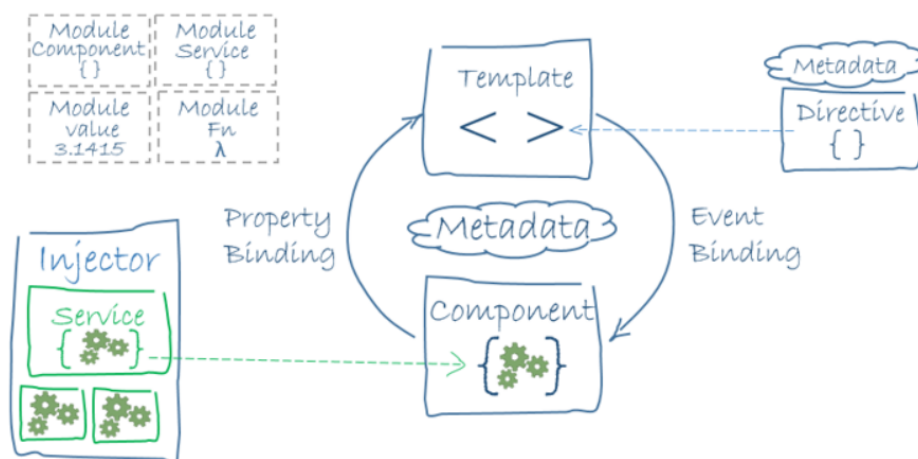 Module
Component
{ }
Module
Service
{ }
Module
value
3.1415
Module
Fn
λ
Template
< >
Metadata
Directive
{ }
Property
Binding
Metadata
Event
Binding
Injector
Service
{ }
Component
{ }